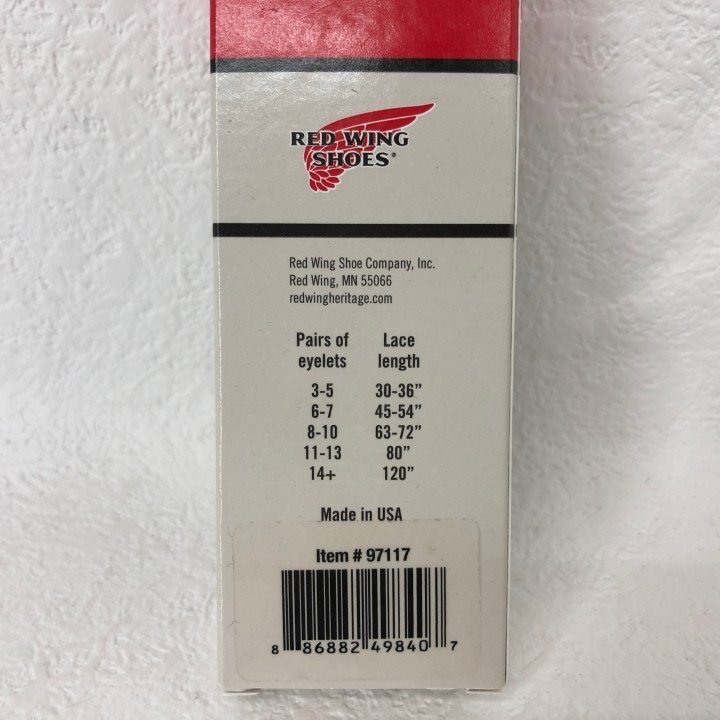 RED WING
SHOES®
Red Wing Shoe Company, Inc.
Red Wing, MN 55066
redwingheritage.com
Pairs of eyelets Lace length
3-5 30-36”
6-7 45-54”
8-10 63-72”
11-13 80”
14+ 120”
Made in USA
Item # 97117
8 86882 49840 7